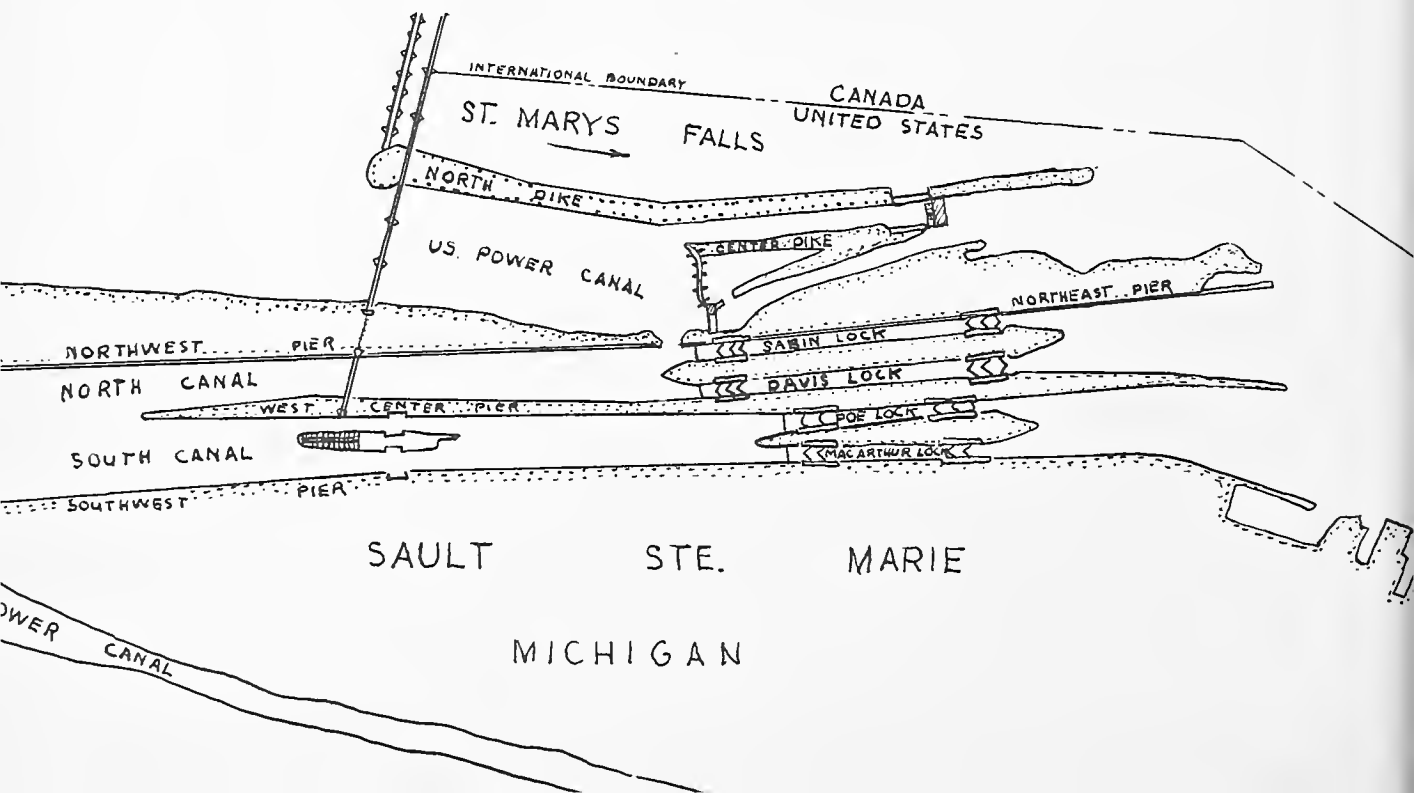 INTERNATIONAL BOUNDARY
CANADA
UNITED STATES
ST. MARYS FALLS
NORTH DIKE
U.S. POWER CANAL
CENTER DIKE
NORTHEAST PIER
NORTHWEST PIER
SABIN LOCK
NORTH CANAL
DAVIS LOCK
WEST CENTER PIER
POE LOCK
SOUTH CANAL
MACARTHUR LOCK
SOUTHWEST PIER
SAULT STE. MARIE
MICHIGAN
OWER CANAL